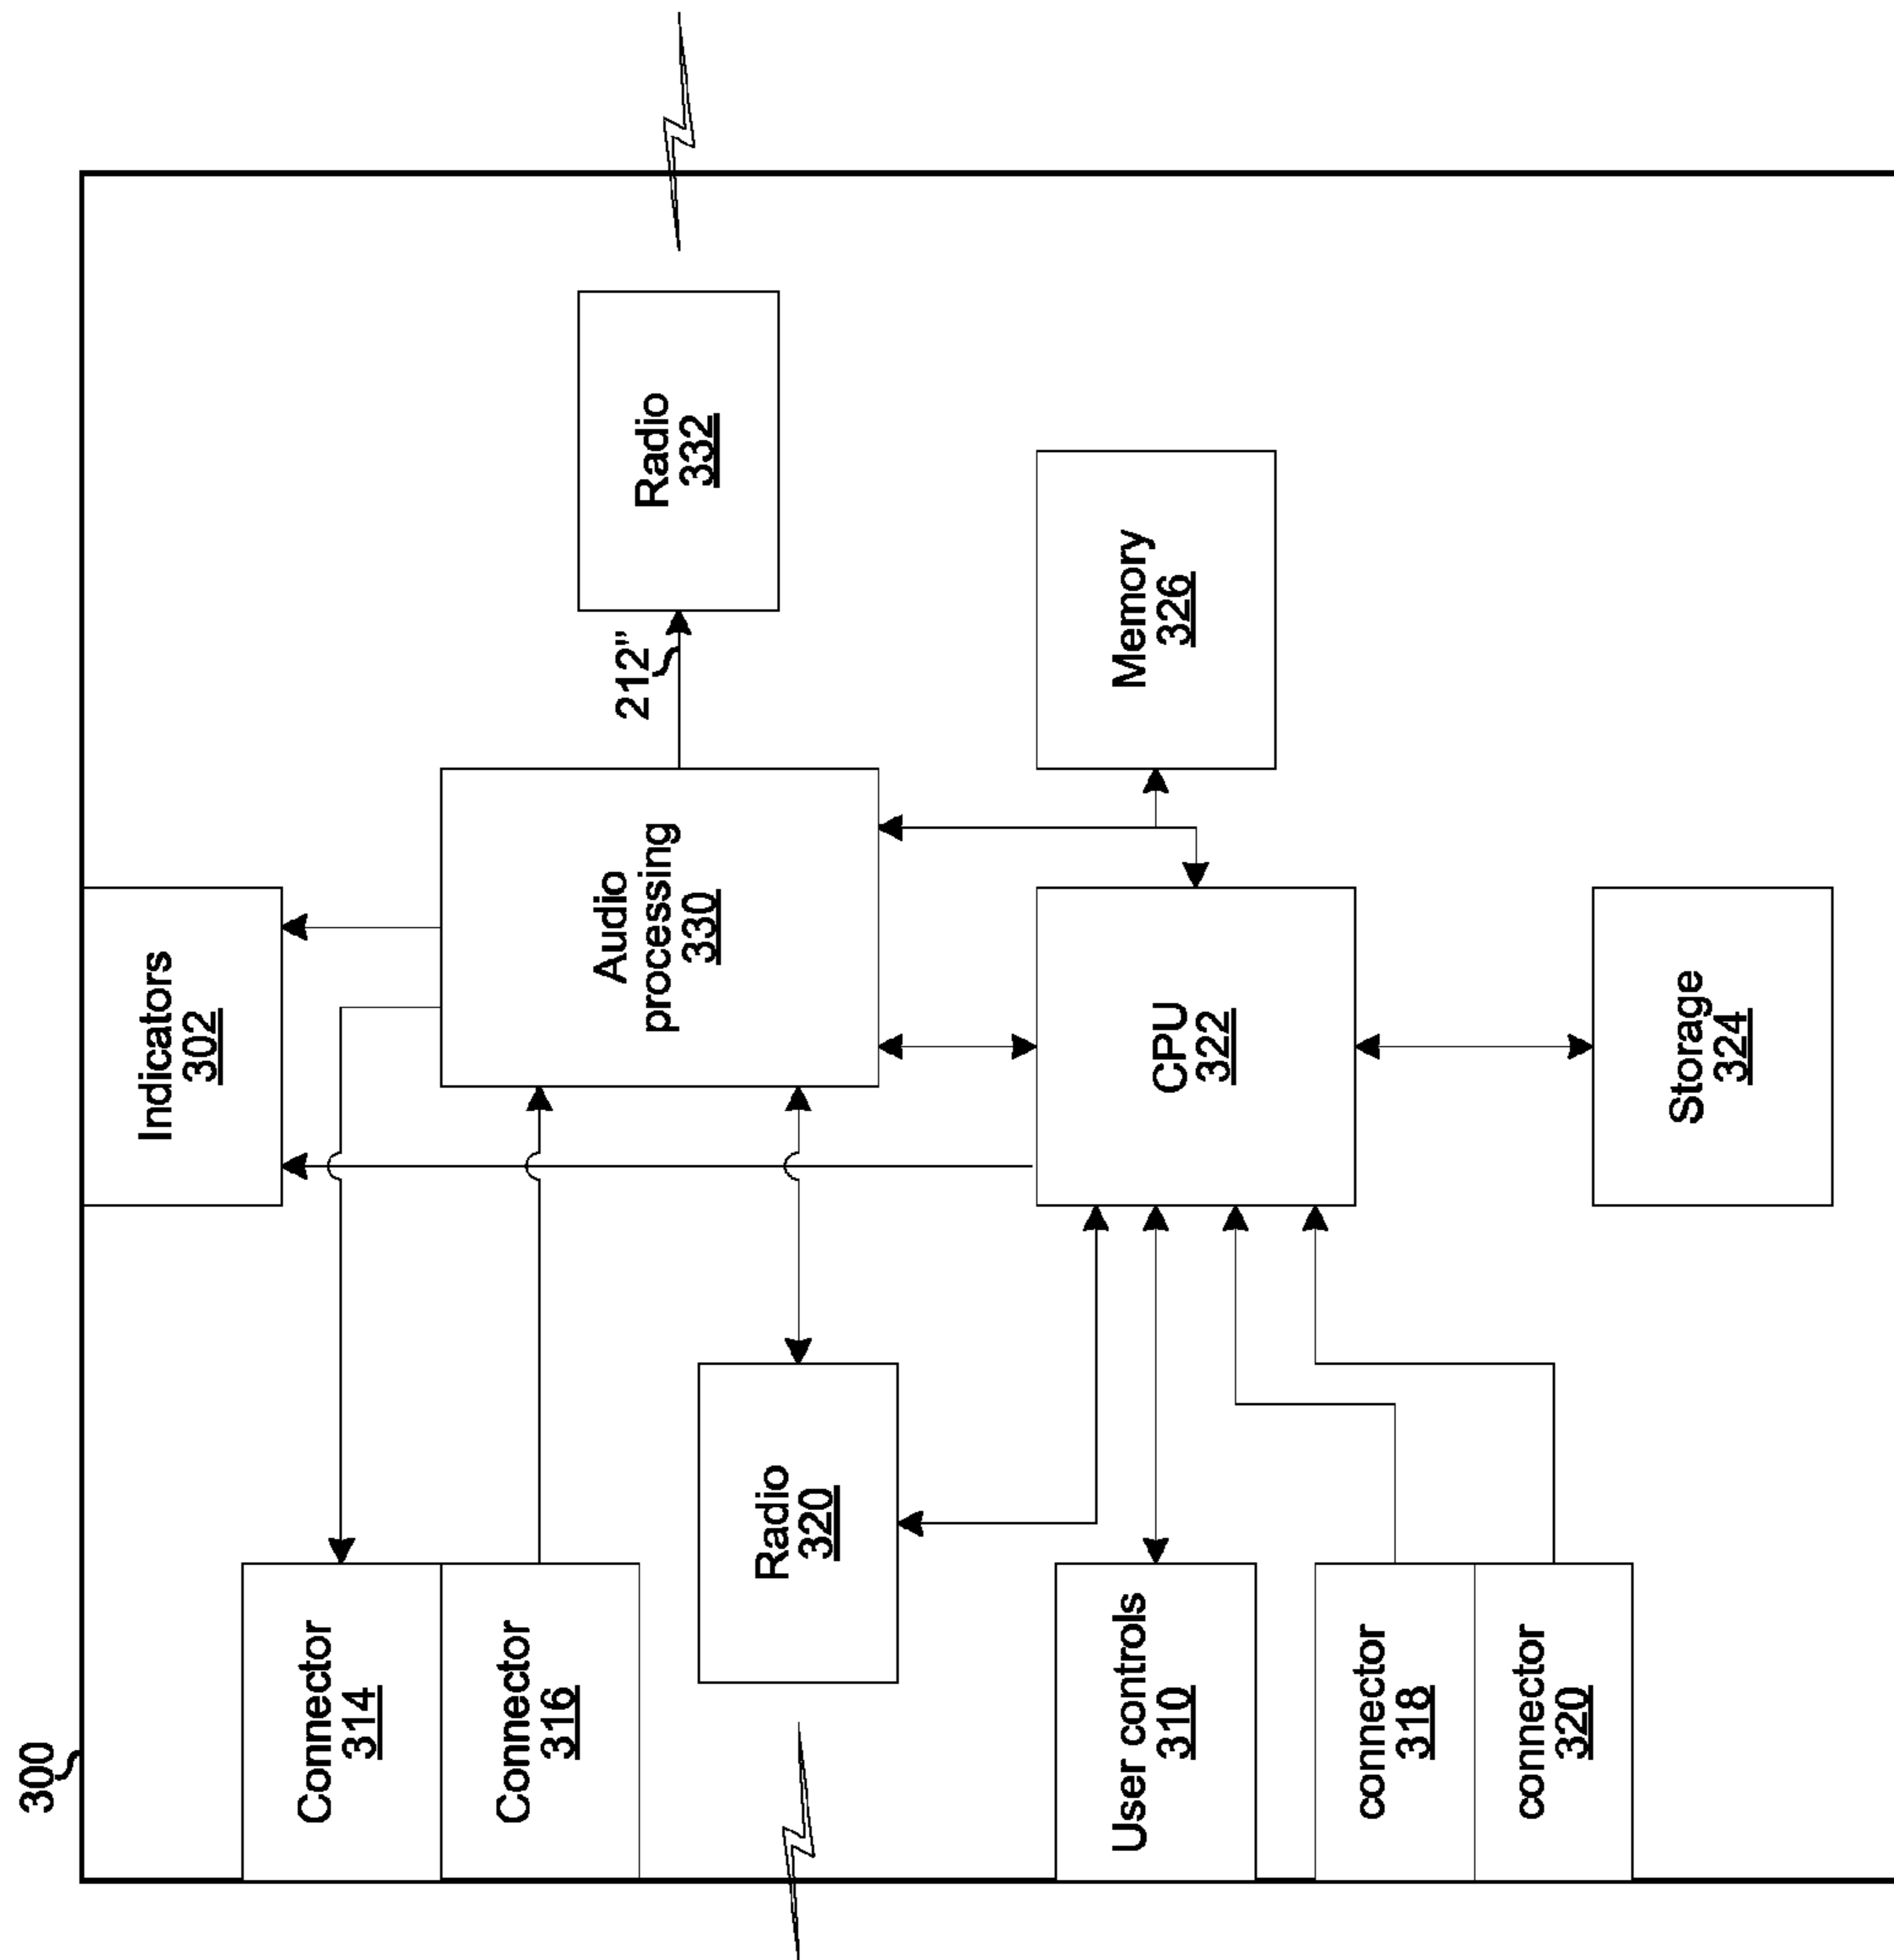 300
Connector
314
Connector
316
Radio
320
User controls
310
connector
318
connector
320
Indicators
302
Audio
processing
330
CPU
322
Storage
324
212"
Radio
332
Memory
326